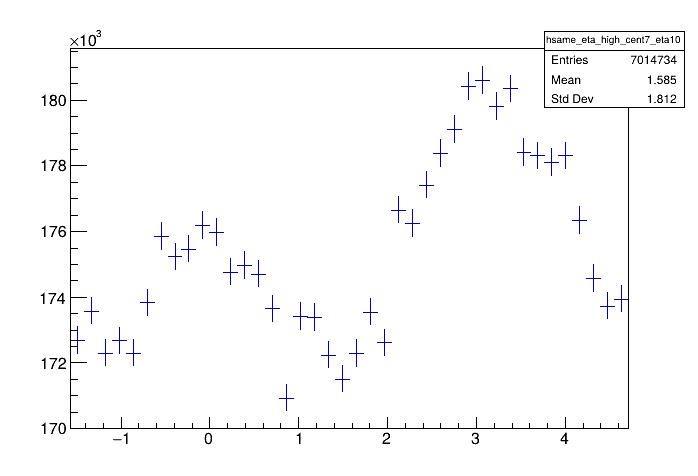 ×10³
hsame_eta_high_cent7_eta10
Entries 7014734
Mean 1.585
Std Dev 1.812
180
178
176
174
172
170
−1 0 1 2 3 4